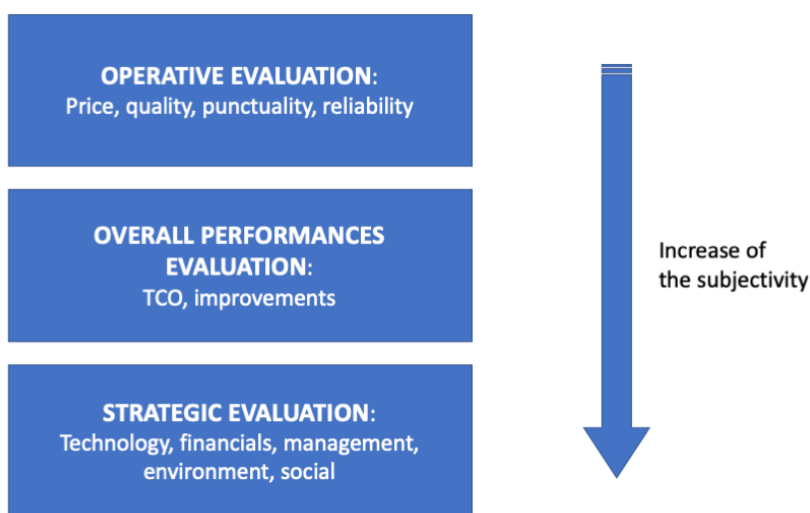 OPERATIVE EVALUATION:
Price, quality, punctuality, reliability
OVERALL PERFORMANCES
EVALUATION:
TCO, improvements
STRATEGIC EVALUATION:
Technology, financials, management,
environment, social
Increase of
the subjectivity